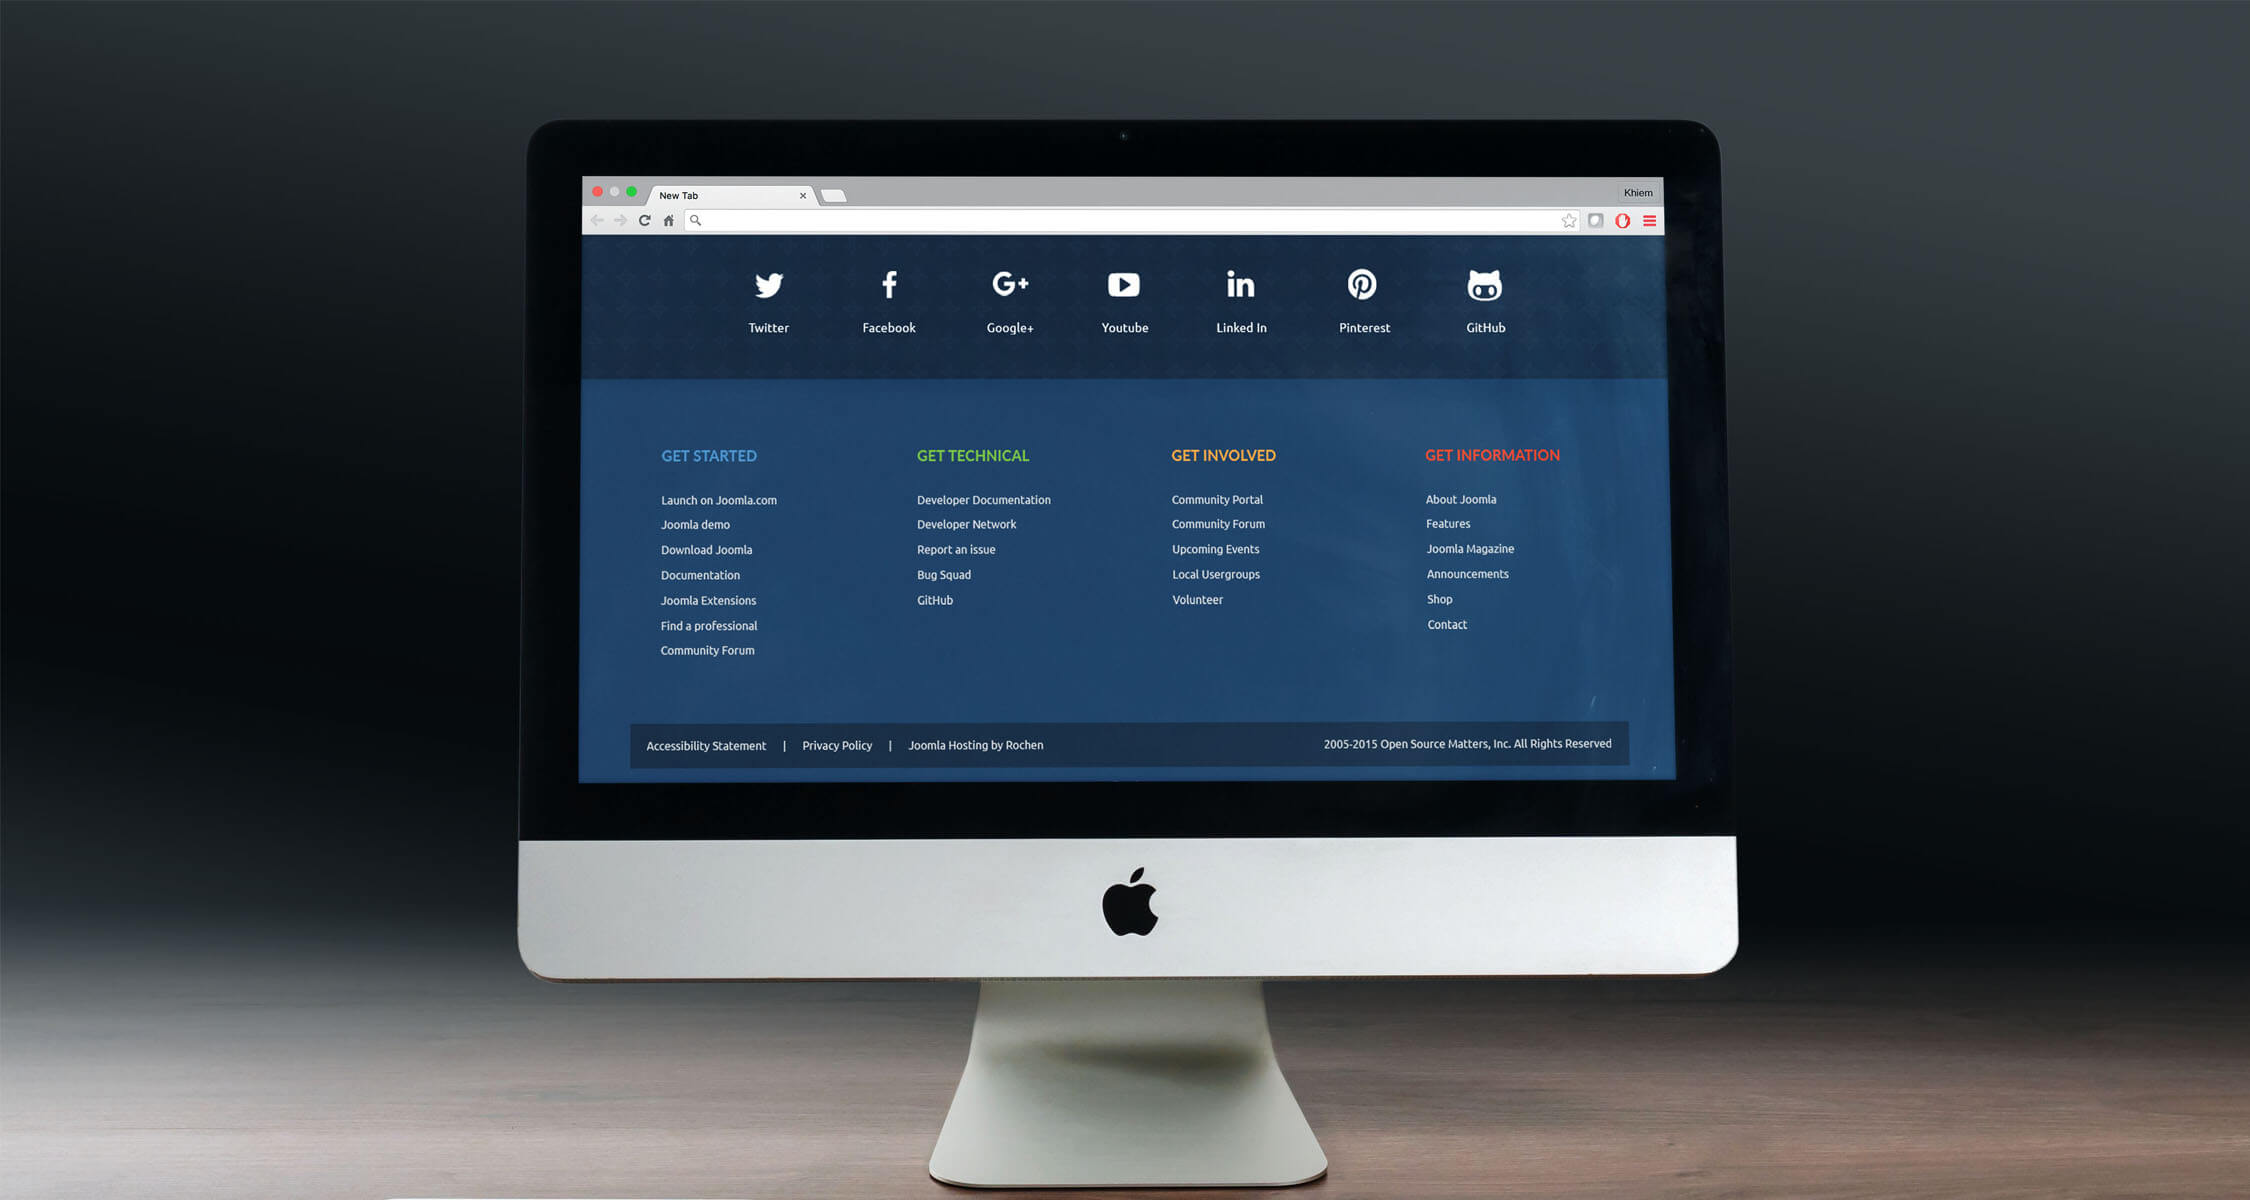 New Tab
Khiem
Twitter
Facebook
Google+
Youtube
Linked In
Pinterest
GitHub
GET STARTED
Launch on Joomla.com
Joomla demo
Download Joomla
Documentation
Joomla Extensions
Find a professional
Community Forum
GET TECHNICAL
Developer Documentation
Developer Network
Report an issue
Bug Squad
GitHub
GET INVOLVED
Community Portal
Community Forum
Upcoming Events
Local Usergroups
Volunteer
GET INFORMATION
About Joomla
Features
Joomla Magazine
Announcements
Shop
Contact
Accessibility Statement | Privacy Policy | Joomla Hosting by Rochen
2005-2015 Open Source Matters, Inc. All Rights Reserved